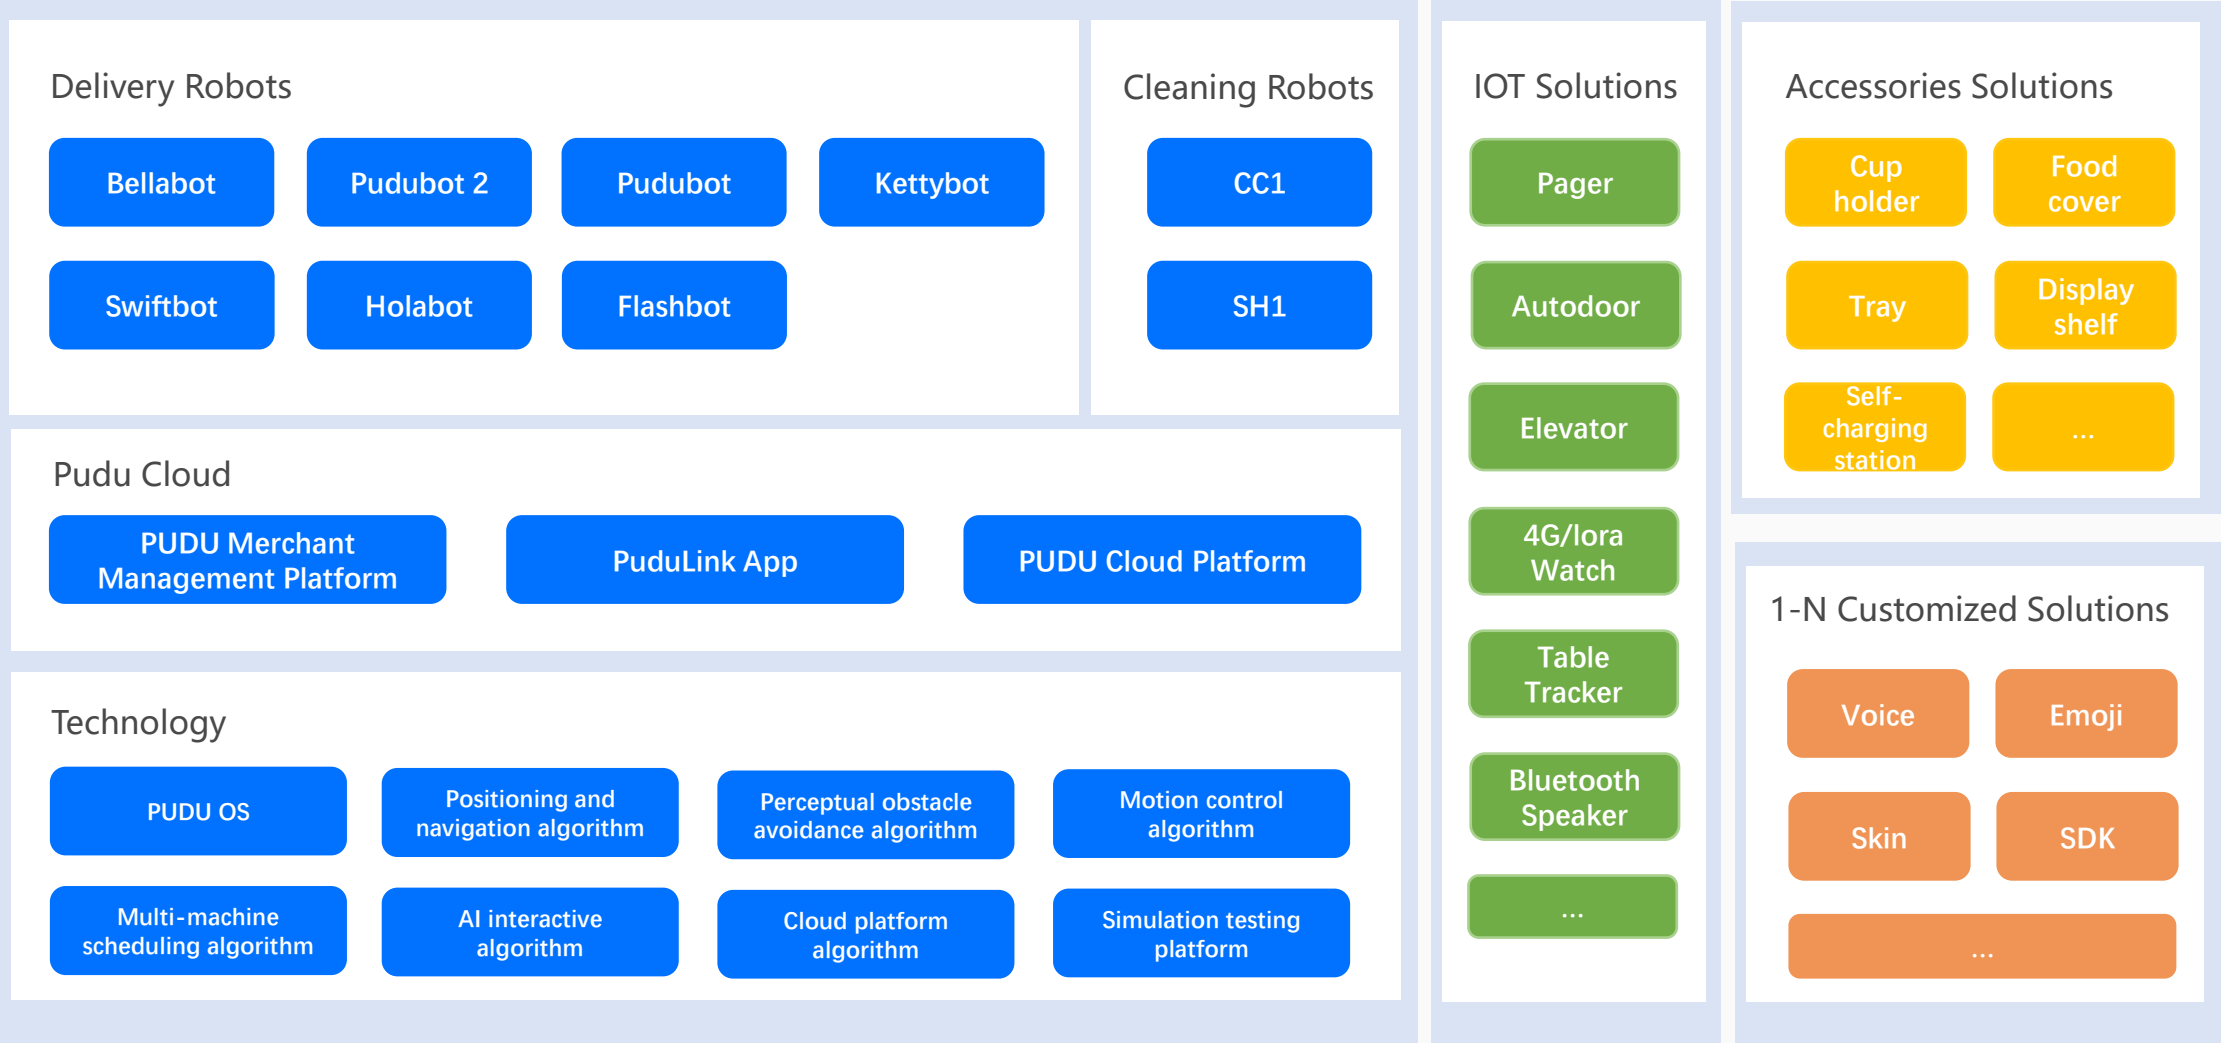 Delivery Robots
Bellabot
Pudubot 2
Pudubot
Kettybot
Swiftbot
Holabot
Flashbot
Cleaning Robots
CC1
SH1
Pudu Cloud
PUDU Merchant
Management Platform
PuduLink App
PUDU Cloud Platform
Technology
PUDU OS
Positioning and
navigation algorithm
Perceptual obstacle
avoidance algorithm
Motion control
algorithm
Multi-machine
scheduling algorithm
AI interactive
algorithm
Cloud platform
algorithm
Simulation testing
platform
IOT Solutions
Pager
Autodoor
Elevator
4G/lora
Watch
Table
Tracker
Bluetooth
Speaker
...
Accessories Solutions
Cup
holder
Food
cover
Tray
Display
shelf
Self-
charging
station
...
1-N Customized Solutions
Voice
Emoji
Skin
SDK
...